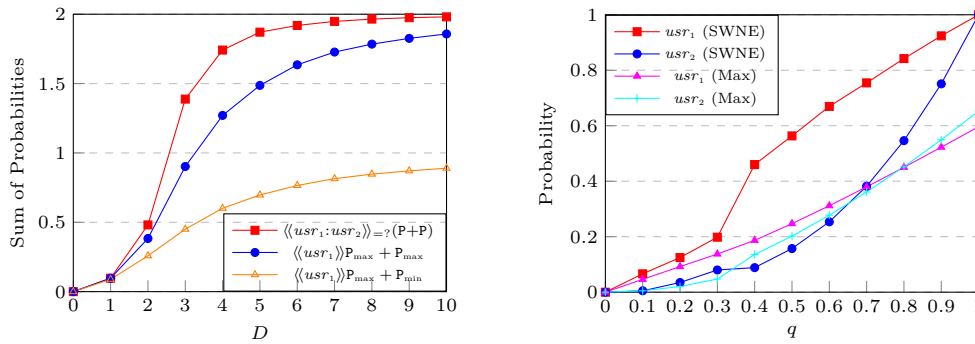 Sum of Probabilities
2
1.5
1
0.5
0
0 1 2 3 4 5 6 7 8 9 10
D
⟨⟨usr₁:usr₂⟩⟩=?(P+P)
⟨⟨usr₁⟩⟩Pmax + Pmax
⟨⟨usr₁⟩⟩Pmax + Pmin
Probability
1
0.8
0.6
0.4
0.2
0
0 0.1 0.2 0.3 0.4 0.5 0.6 0.7 0.8 0.9
q
usr₁ (SWNE)
usr₂ (SWNE)
usr₁ (Max)
usr₂ (Max)